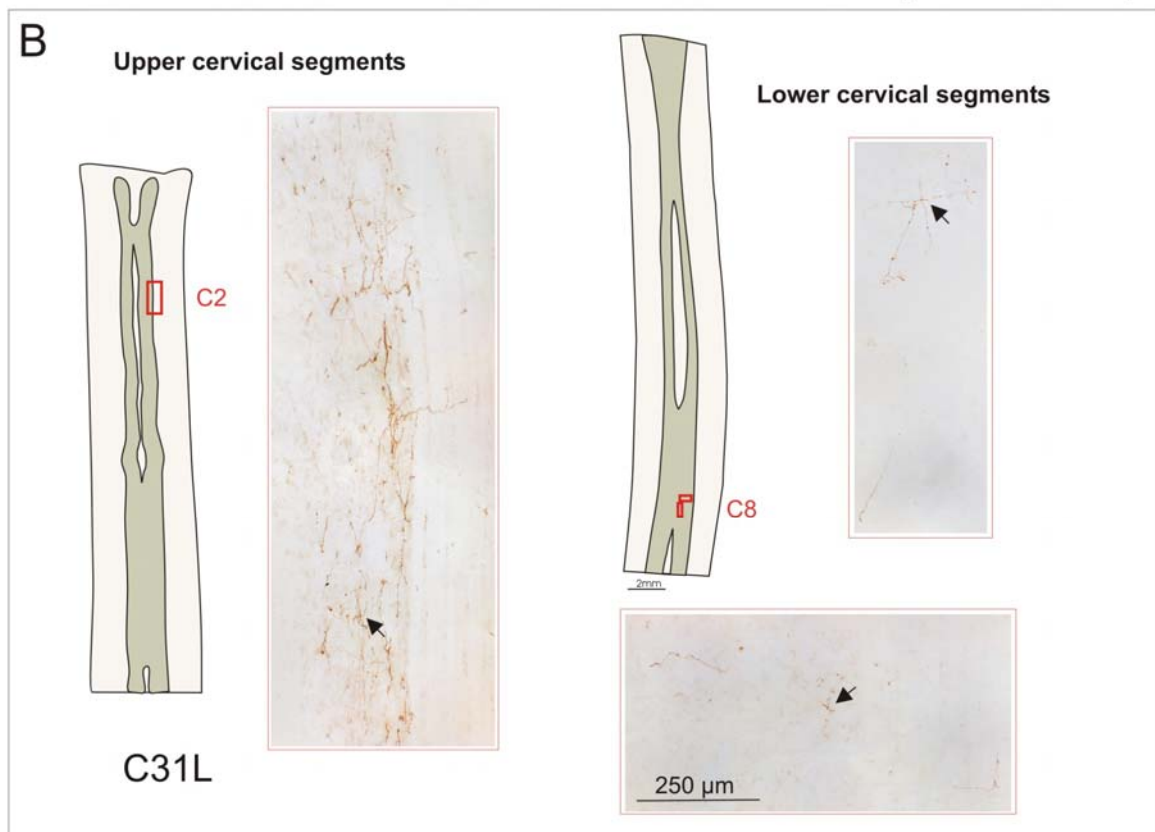 B
Upper cervical segments
Lower cervical segments
C2
C8
2mm
C31L
250 µm